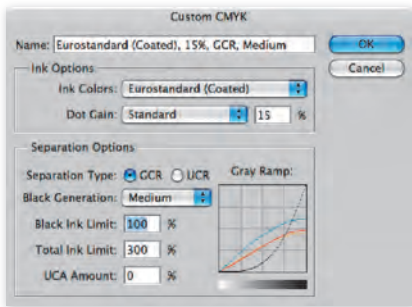 Custom CMYK
Name: Eurostandard (Coated), 15%, GCR, Medium
OK
Cancel
Ink Options
Ink Colors: Eurostandard (Coated)
Dot Gain: Standard 15 %
Separation Options
Separation Type: GCR UCR Gray Ramp:
Black Generation: Medium
Black Ink Limit: 100 %
Total Ink Limit: 300 %
UCA Amount: 0 %